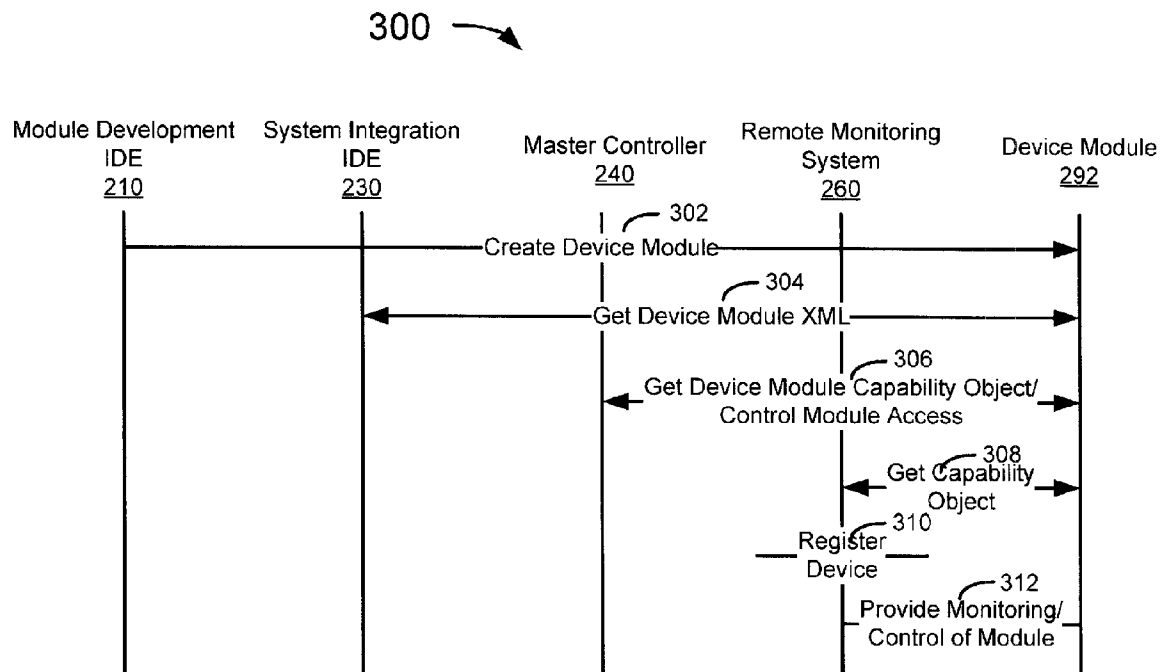 300
Module Development
IDE
210
System Integration
IDE
230
Master Controller
240
Remote Monitoring
System
260
Device Module
292
302
Create Device Module
304
Get Device Module XML
306
Get Device Module Capability Object/
Control Module Access
308
Get Capability
Object
310
Register
Device
312
Provide Monitoring/
Control of Module